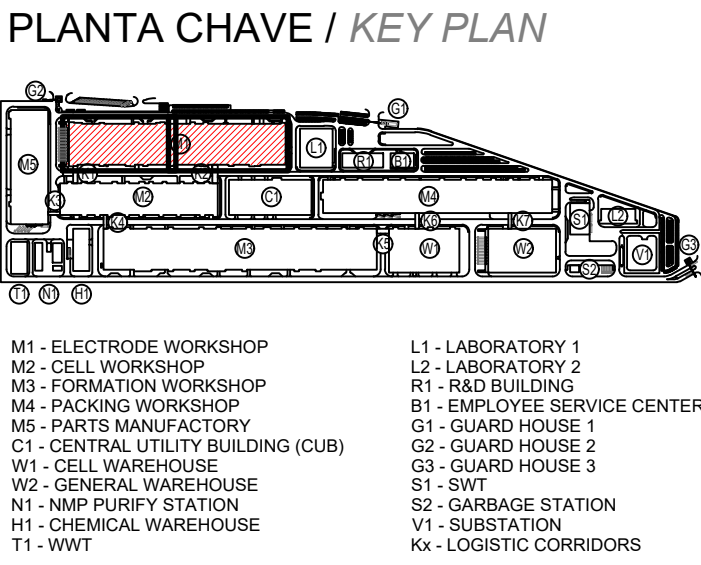 PLANTA CHAVE / KEY PLAN
G2
G1
M1
L1
R1
B1
M5
K1
K2
K3
M2
C1
M4
K4
K6
K7
S1
L2
M3
K5
W1
W2
V1
G3
S2
T1
N1
H1
M1 - ELECTRODE WORKSHOP
M2 - CELL WORKSHOP
M3 - FORMATION WORKSHOP
M4 - PACKING WORKSHOP
M5 - PARTS MANUFACTORY
C1 - CENTRAL UTILITY BUILDING (CUB)
W1 - CELL WAREHOUSE
W2 - GENERAL WAREHOUSE
N1 - NMP PURIFY STATION
H1 - CHEMICAL WAREHOUSE
T1 - WWT
L1 - LABORATORY 1
L2 - LABORATORY 2
R1 - R&D BUILDING
B1 - EMPLOYEE SERVICE CENTER
G1 - GUARD HOUSE 1
G2 - GUARD HOUSE 2
G3 - GUARD HOUSE 3
S1 - SWT
S2 - GARBAGE STATION
V1 - SUBSTATION
Kx - LOGISTIC CORRIDORS